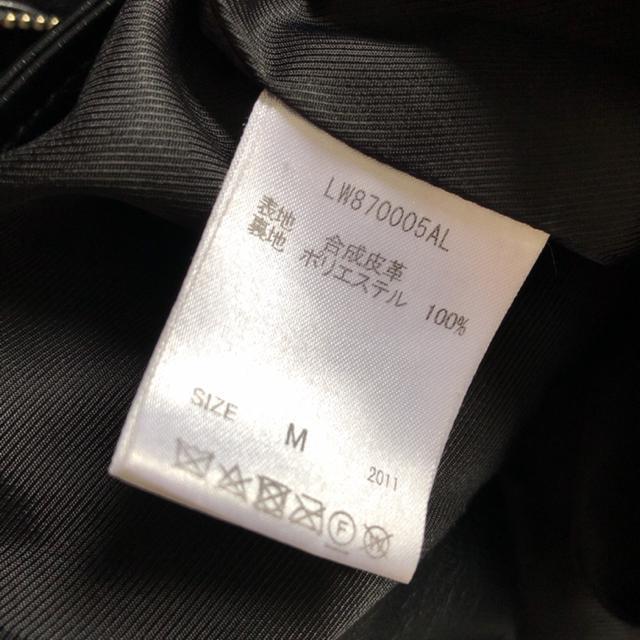 LW870005AL
表地 合成皮革
裏地 ポリエステル 100%
SIZE M
2011
F W